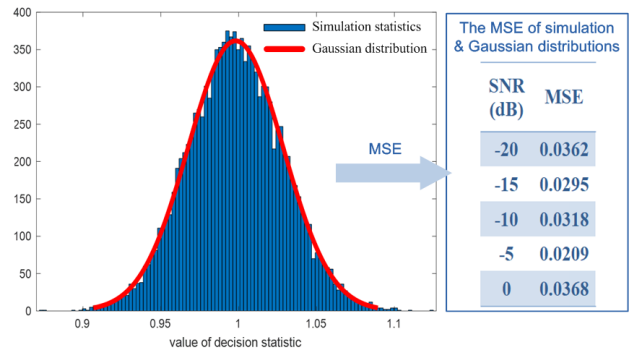 400
350
300
250
200
150
100
50
0
0.9 0.95 1 1.05 1.1
value of decision statistic
Simulation statistics
Gaussian distribution
MSE
The MSE of simulation
& Gaussian distributions
SNR
(dB) MSE
-20 0.0362
-15 0.0295
-10 0.0318
-5 0.0209
0 0.0368